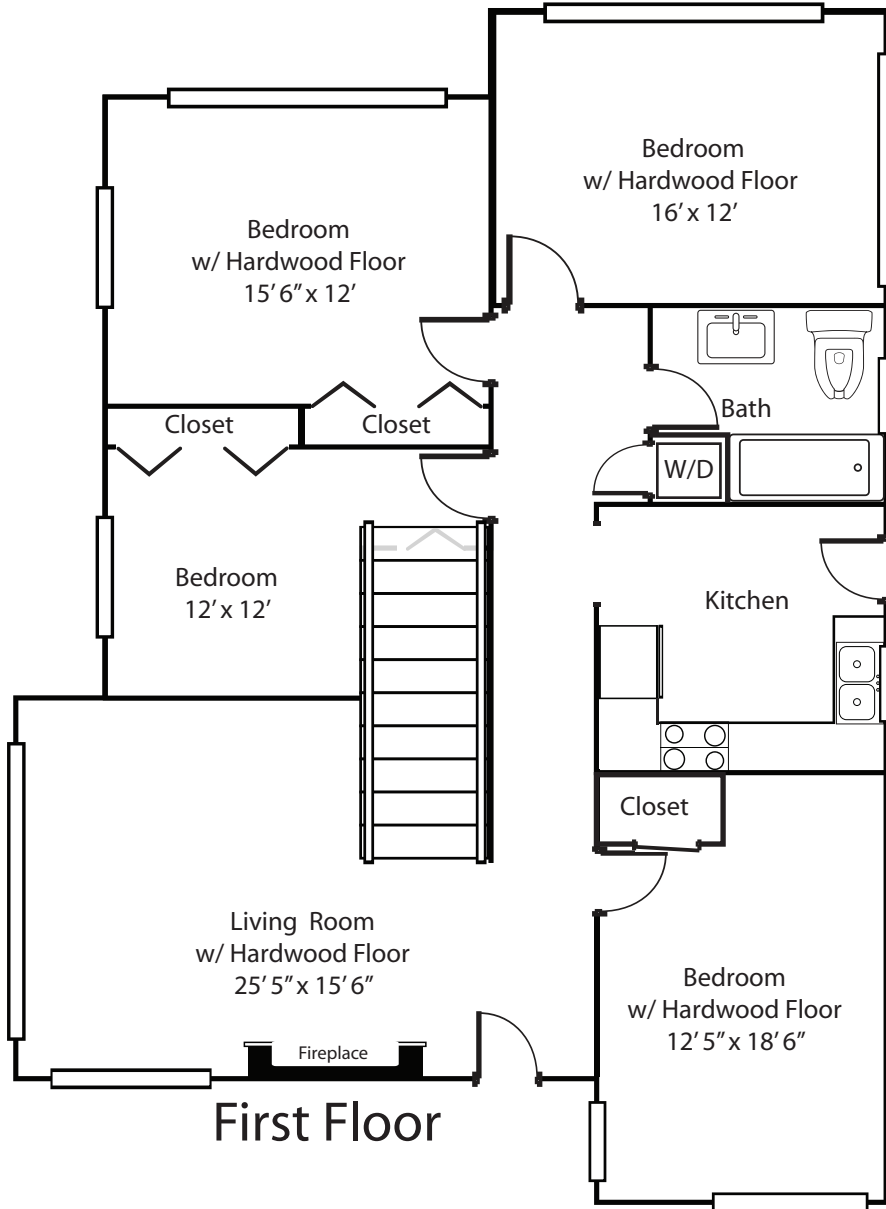 Bedroom
w/ Hardwood Floor
16’ x 12’
Bedroom
w/ Hardwood Floor
15’ 6” x 12’
Closet
Closet
Bath
W/D
Bedroom
12’ x 12’
Kitchen
Closet
Living Room
w/ Hardwood Floor
25’ 5” x 15’ 6”
Bedroom
w/ Hardwood Floor
12’ 5” x 18’ 6”
Fireplace
First Floor